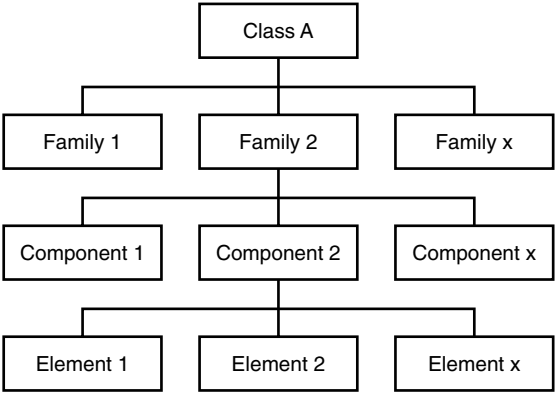 Class A
Family 1
Family 2
Family x
Component 1
Component 2
Component x
Element 1
Element 2
Element x